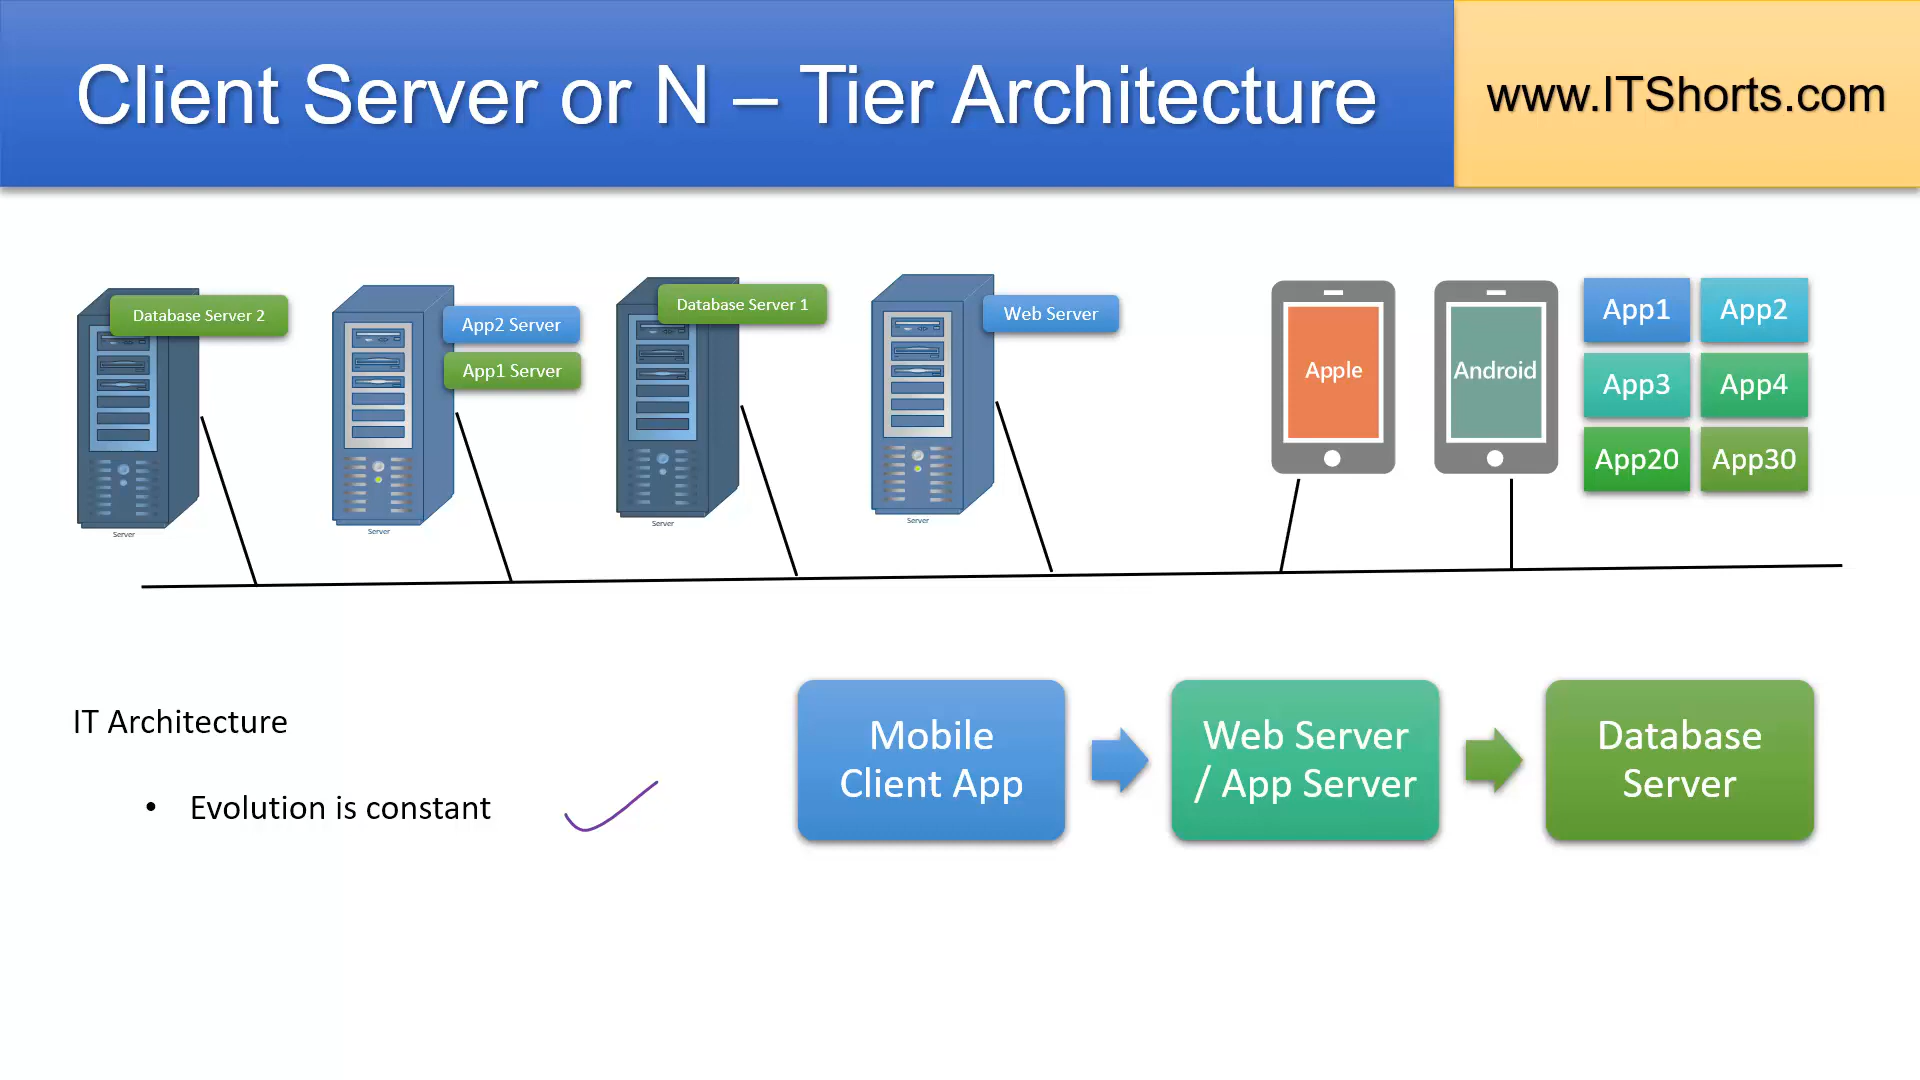 Client Server or N – Tier Architecture
www.ITShorts.com
Database Server 2
App2 Server
App1 Server
Database Server 1
Web Server
Apple
Android
App1
App2
App3
App4
App20
App30
Server
Server
Server
Server
IT Architecture
• Evolution is constant
Mobile
Client App
Web Server
/ App Server
Database
Server